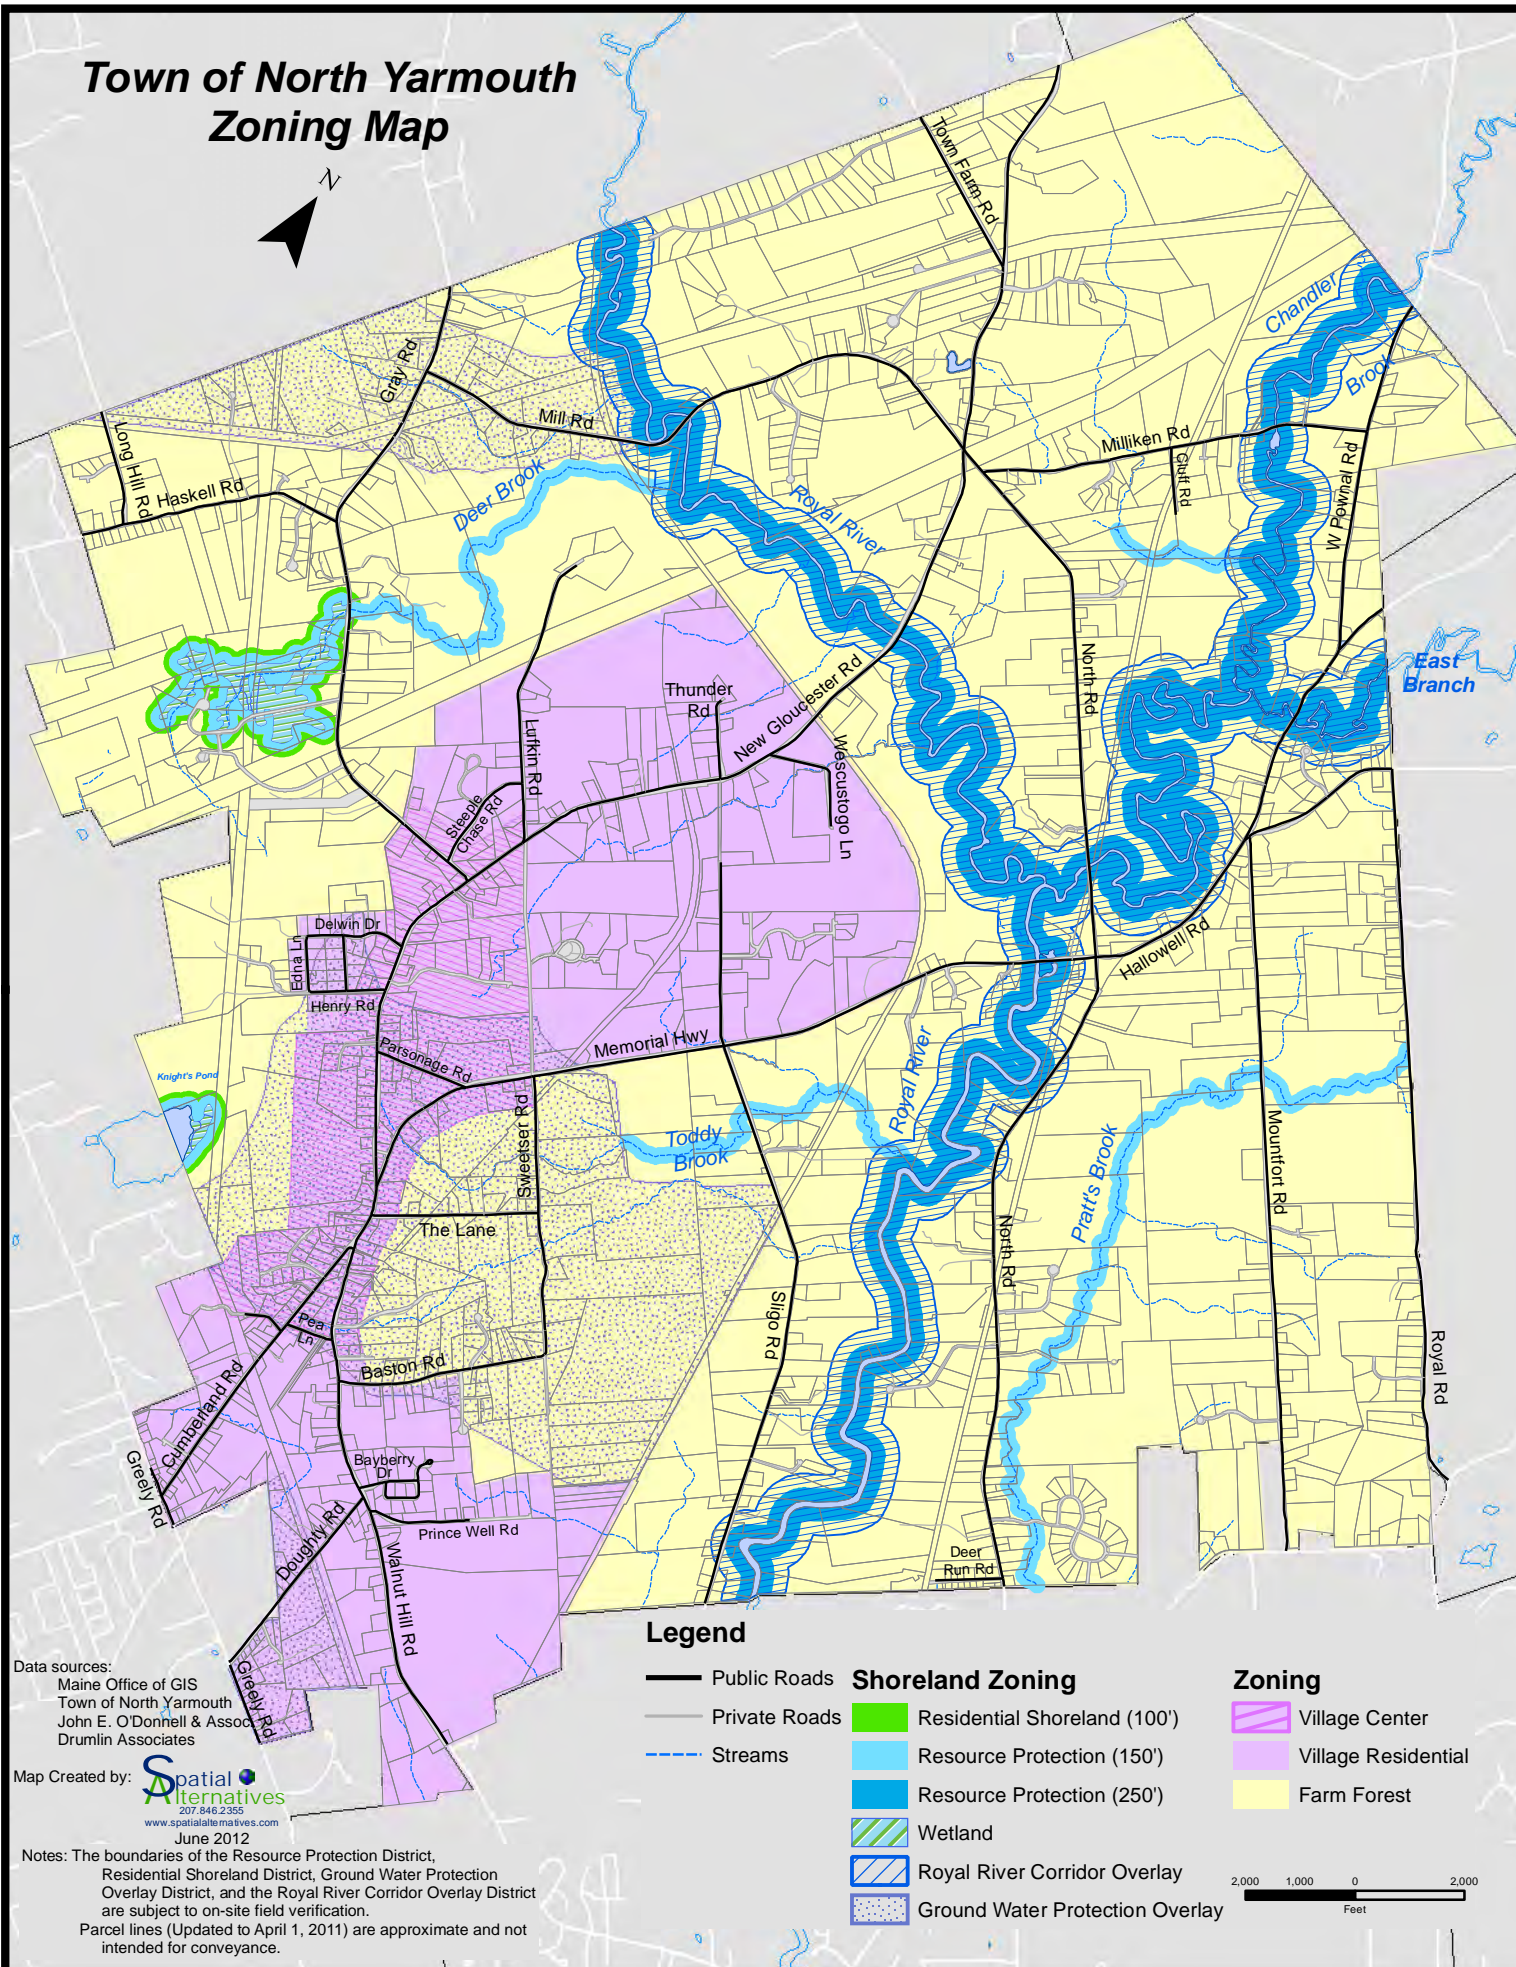 Town of North Yarmouth
Zoning Map
N
Town Farm Rd
Chandler
Brook
Gray Rd
Mill Rd
Long Hill Rd
Haskell Rd
Deer Brook
Royal River
Milliken Rd
Cluff Rd
W Pownal Rd
North Rd
East
Branch
Thunder
Rd
New Gloucester Rd
Lufkin Rd
Wescustogo Ln
Steeple
Chase Rd
Delwin Dr
Edna Ln
Henry Rd
Hallowell Rd
Memorial Hwy
Parsonage Rd
Knight's Pond
Royal River
Sweetser Rd
Toddy
Brook
Pratt's Brook
Mountfort Rd
The Lane
North Rd
Sligo Rd
Pea
Ln
Baston Rd
Royal Rd
Cumberland Rd
Greely Rd
Bayberry
Dr
Doughty Rd
Prince Well Rd
Walnut Hill Rd
Deer
Run Rd
Greely Rd
Data sources:
Maine Office of GIS
Town of North Yarmouth
John E. O'Donnell & Assoc.
Drumlin Associates
Map Created by:
Spatial
Alternatives
207.846.2355
www.spatialalternatives.com
June 2012
Notes: The boundaries of the Resource Protection District,
Residential Shoreland District, Ground Water Protection
Overlay District, and the Royal River Corridor Overlay District
are subject to on-site field verification.
Parcel lines (Updated to April 1, 2011) are approximate and not
intended for conveyance.
Legend
Public Roads
Private Roads
Streams
Shoreland Zoning
Residential Shoreland (100')
Resource Protection (150')
Resource Protection (250')
Wetland
Royal River Corridor Overlay
Ground Water Protection Overlay
Zoning
Village Center
Village Residential
Farm Forest
2,000 1,000 0 2,000
Feet